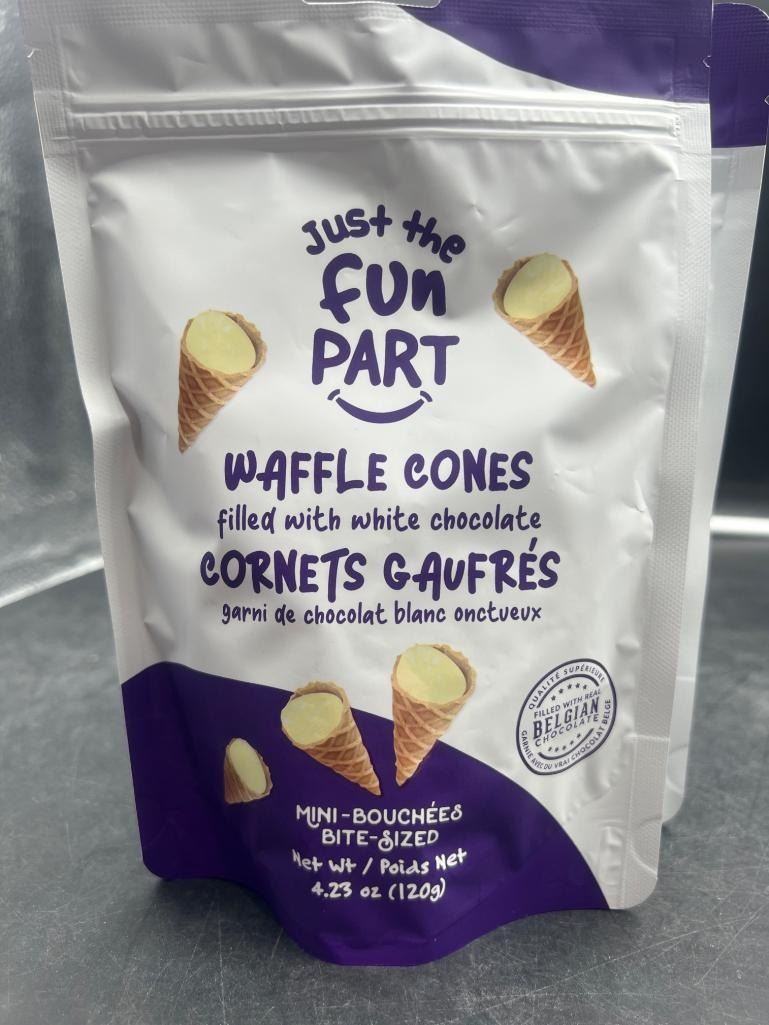 Just the
fun
PART
WAFFLE CONES
filled with white chocolate
CORNETS GAUFRÉS
garni de chocolat blanc onctueux
QUALITÉ SUPÉRIEURE
FILLED WITH REAL
BELGIAN
CHOCOLATE
GARNIE AVEC DU VRAI CHOCOLAT BELGE
MINI-BOUCHÉES
BITE-SIZED
Net Wt / Poids Net
4.23 oz (120g)